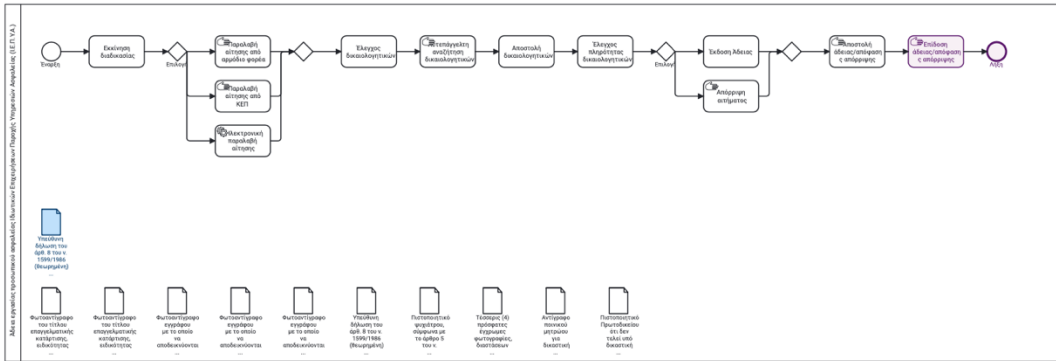 Άδεια εργασίας προσωπικού ασφαλείας Ιδιωτικών Επιχειρήσεων Παροχής Υπηρεσιών Ασφαλείας (Ι.Ε.Π.Υ.Α.)
Έναρξη
Εκκίνηση
διαδικασίας
Επιλογή
Παραλαβή
αίτησης από
αρμόδιο φορέα
Παραλαβή
αίτησης από
ΚΕΠ
Ηλεκτρονική
παραλαβή
αίτησης
Έλεγχος
δικαιολογητικών
Αυτεπάγγελτη
αναζήτηση
δικαιολογητικών
Αποστολή
δικαιολογητικών
Έλεγχος
πληρότητας
δικαιολογητικών
Επιλογή
Έκδοση Άδειας
Απόρριψη
αιτήματος
Αποστολή
άδειας/απόφαση
ς απόρριψης
Επίδοση
άδειας/απόφαση
ς απόρριψης
Λήξη
Υπεύθυνη
δήλωση του
άρθ. 8 του ν.
1599/1986
(θεωρημένη)
...
Φωτοαντίγραφο
του τίτλου
επαγγελματικής
κατάρτισης,
ειδικότητας
...
Φωτοαντίγραφο
του τίτλου
επαγγελματικής
κατάρτισης,
ειδικότητας
...
Φωτοαντίγραφο
εγγράφου
με το οποίο
να
αποδεικνύονται
...
Φωτοαντίγραφο
εγγράφου
με το οποίο
να
αποδεικνύονται
...
Φωτοαντίγραφο
εγγράφου
με το οποίο
να
αποδεικνύονται
...
Υπεύθυνη
δήλωση του
άρθ. 8 του ν.
1599/1986
(θεωρημένη)
...
Πιστοποιητικό
ψυχιάτρου,
σύμφωνα με
το άρθρο 5
του ν.
...
Τέσσερις (4)
πρόσφατες
έγχρωμες
φωτογραφίες,
διαστάσεων
...
Αντίγραφο
ποινικού
μητρώου
για
δικαστική
...
Πιστοποιητικό
Πρωτοδικείου
ότι δεν
τελεί υπό
δικαστική
...